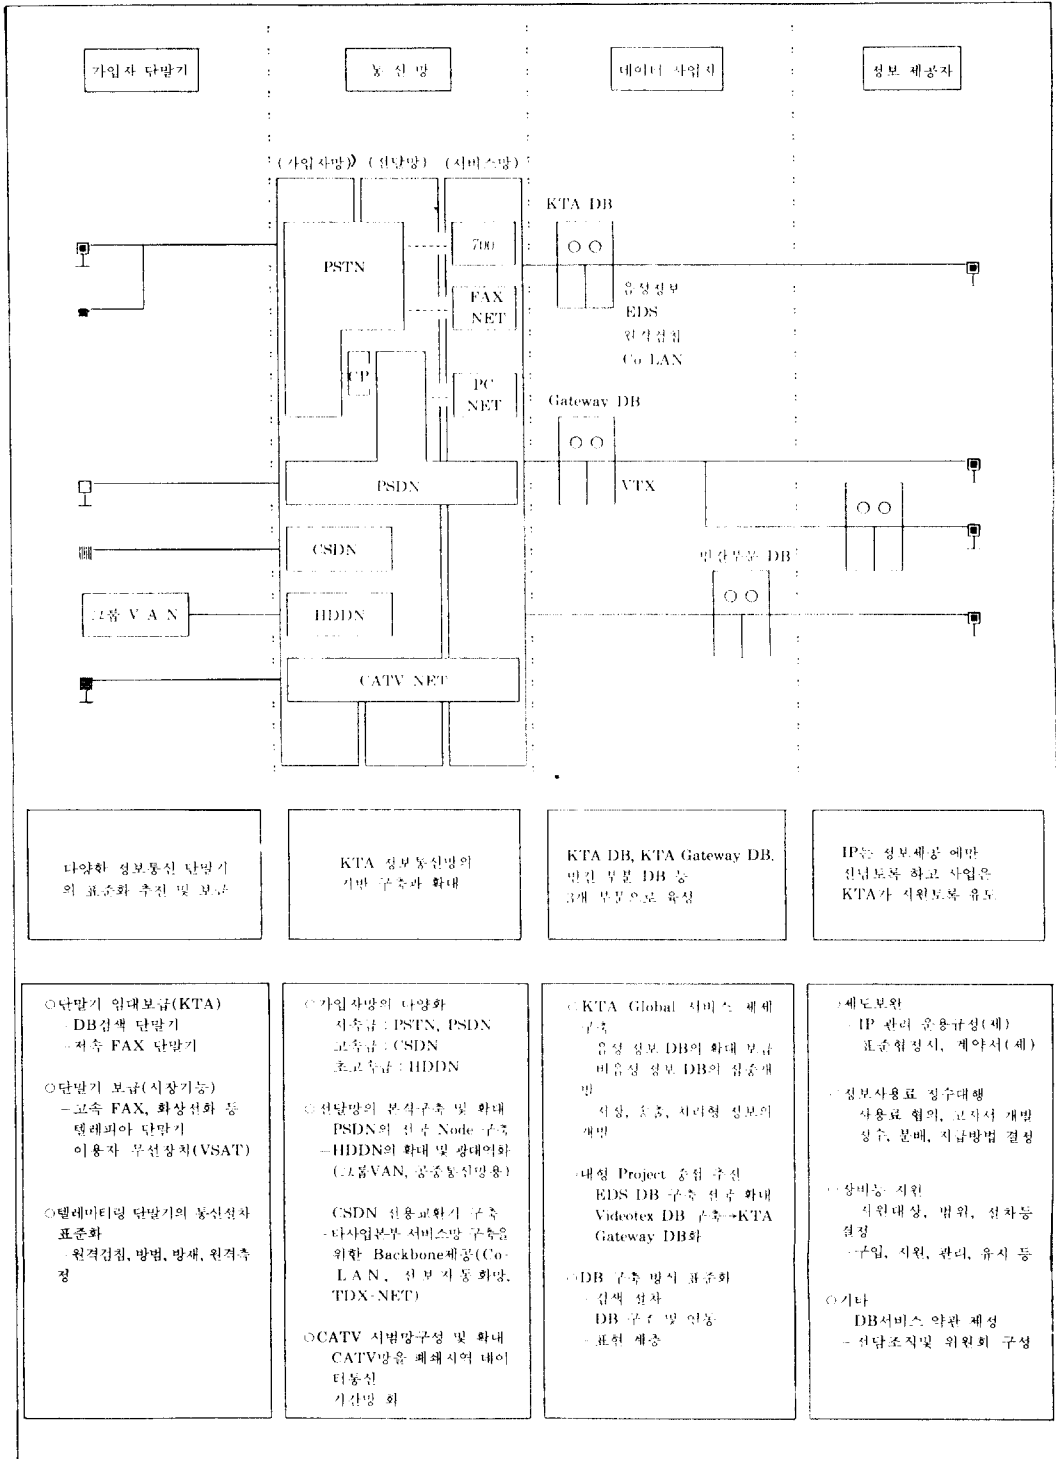 가입자 단말기
통 신 망
데이터 사업자
정보 제공자
(가입자망) (전달망) (서비스망)
KTA DB
PSTN
700
FAX
NET
음성정보
EDS
원격검침
Co LAN
CP
PC
NET
Gateway DB
PSDN
VTX
CSDN
민간부문 DB
그룹 V A N
HDDN
CATV NET
다양화 정보통신 단말기
의 표준화 추진 및 보급
KTA 정보통신망의
기반 구축과 확대
KTA DB, KTA Gateway DB,
민간 부문 DB 등
3개 부문으로 육성
IP는 정보제공 에만
전념토록 하고 사업은
KTA가 지원토록 유도
○단말기 임대보급(KTA)
- DB검색 단말기
- 저속 FAX 단말기
○단말기 보급(시장기능)
- 고속 FAX, 화상전화 등
텔레피아 단말기
이용자 무선장치(VSAT)
○텔레마티링 단말기의 통신절차
표준화
- 원격검침, 방범, 방재, 원격측
정
○가입자망의 다양화
저속급 : PSTN, PSDN
고속급 : CSDN
초고속급 : HDDN
○전달망의 본격구축 및 확대
PSDN의 전국 Node 구축
- HDDN의 확대 및 광대역화
(그룹VAN, 공중통신망용)
CSDN 전용교환기 구축
- 타사업본부 서비스망 구축을
위한 Backbone제공(Co-
LAN, 전보자동화망,
TDX-NET)
○CATV 시범망구성 및 확대
CATV망을 폐쇄지역 데이
터통신
기간망 화
○KTA Global 서비스 체제
구축
음성 정보 DB의 확대 보급
비음성 정보 DB의 집중개
발
저장, 운송, 처리형 정보의
개발
○대형 Project 중점 추진
EDS DB 구축 전국 확대
Videotex DB 구축→KTA
Gateway DB화
○DB 구축 방식 표준화
- 검색 절차
DB 구조 및 연동
- 표현 계층
○제도보완
- IP 관리 운용규정(제)
표준협정서, 계약서(제)
○정보사용료 징수대행
사용료 협의, 고지서 개발
징수, 분배, 지급방법 결정
○장비등 지원
지원대상, 범위, 절차등
결정
- 구입, 지원, 관리, 유지 등
○기타
DB서비스 약관 제정
- 전담조직및 위원회 구성